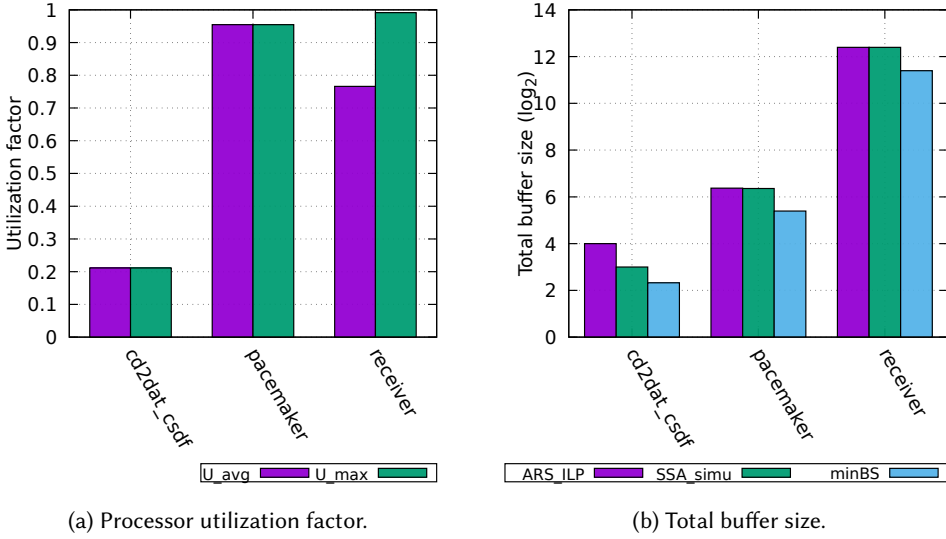 1
0.9
0.8
0.7
0.6
0.5
0.4
0.3
0.2
0.1
0
Utilization factor
cd2dat_csdf
pacemaker
receiver
U_avg U_max
(a) Processor utilization factor.
14
12
10
8
6
4
2
0
Total buffer size (log₂)
cd2dat_csdf
pacemaker
receiver
ARS_ILP SSA_simu minBS
(b) Total buffer size.